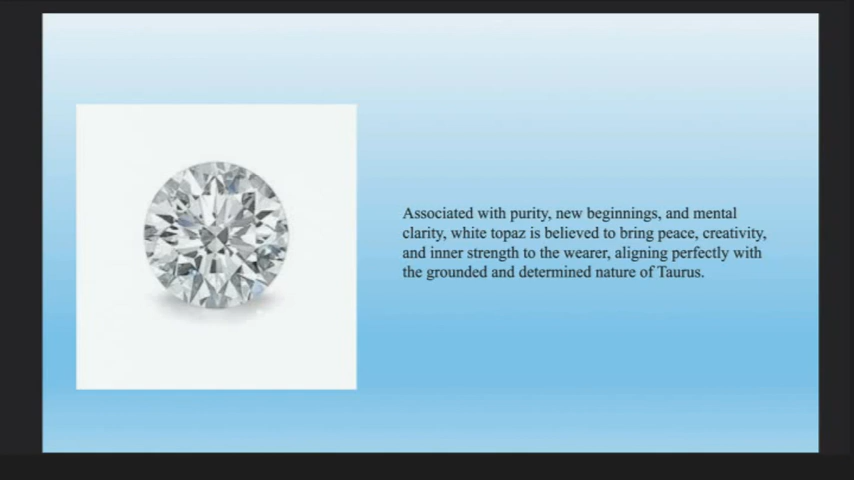 Associated with purity, new beginnings, and mental
clarity, white topaz is believed to bring peace, creativity,
and inner strength to the wearer, aligning perfectly with
the grounded and determined nature of Taurus.